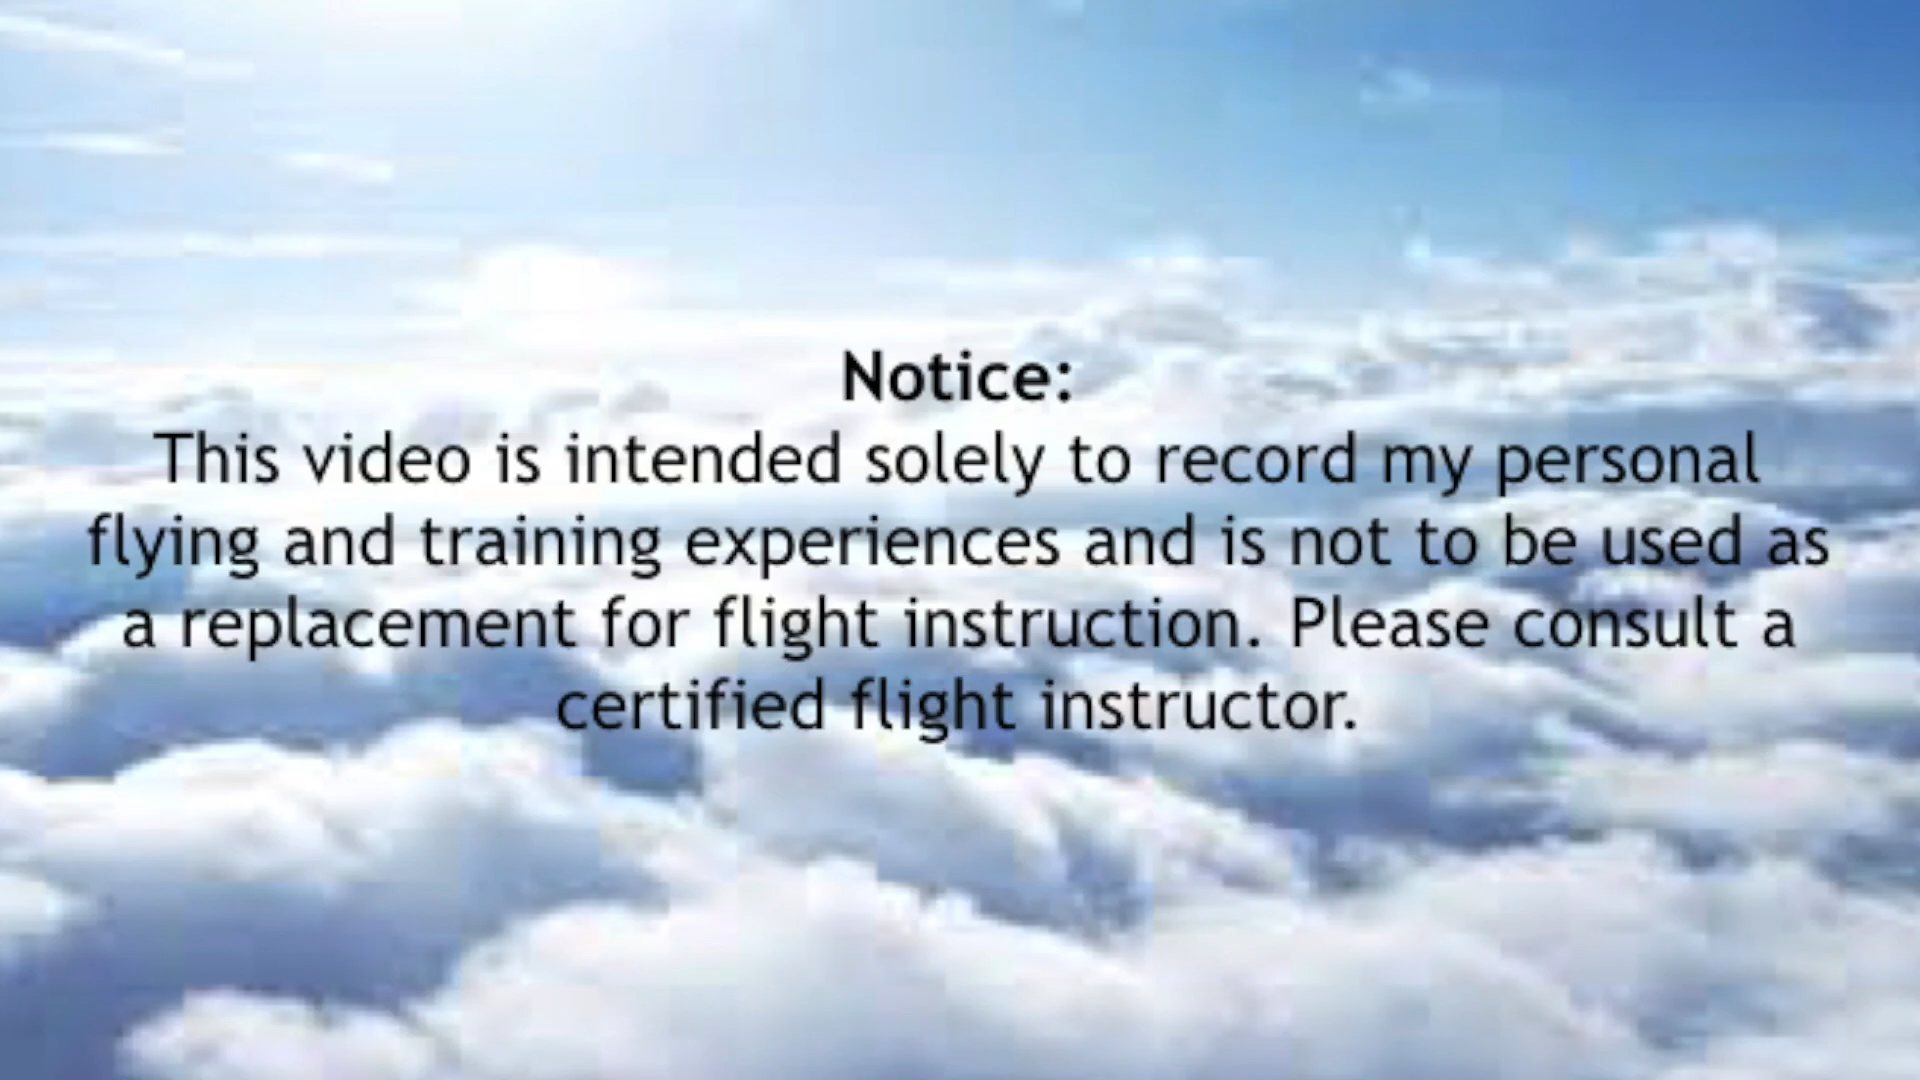 Notice:
This video is intended solely to record my personal
flying and training experiences and is not to be used as
a replacement for flight instruction. Please consult a
certified flight instructor.